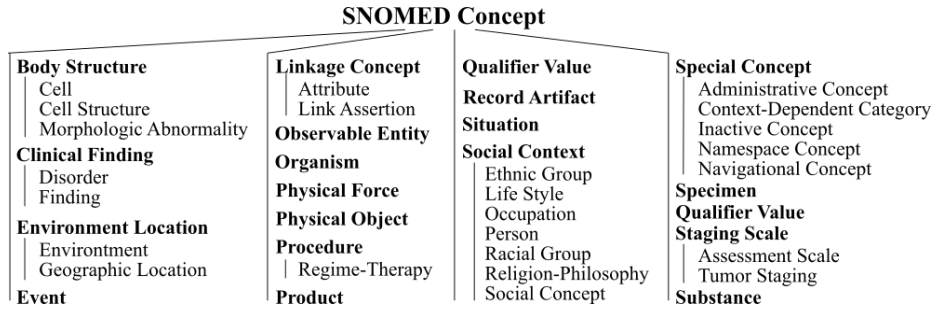 SNOMED Concept
Body Structure
Cell
Cell Structure
Morphologic Abnormality
Clinical Finding
Disorder
Finding
Environment Location
Environtment
Geographic Location
Event
Linkage Concept
Attribute
Link Assertion
Observable Entity
Organism
Physical Force
Physical Object
Procedure
Regime-Therapy
Product
Qualifier Value
Record Artifact
Situation
Social Context
Ethnic Group
Life Style
Occupation
Person
Racial Group
Religion-Philosophy
Social Concept
Special Concept
Administrative Concept
Context-Dependent Category
Inactive Concept
Namespace Concept
Navigational Concept
Specimen
Qualifier Value
Staging Scale
Assessment Scale
Tumor Staging
Substance